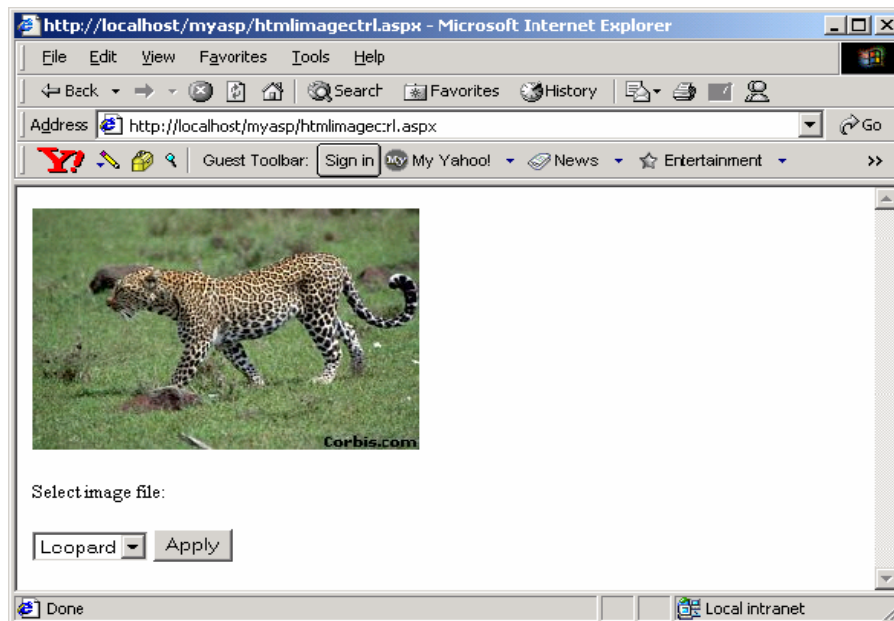 http://localhost/myasp/htmlimagectrl.aspx - Microsoft Internet Explorer
File Edit View Favorites Tools Help
Back Search Favorites History
Address http://localhost/myasp/htmlimagectrl.aspx Go
Y! Guest Toolbar: Sign in My My Yahoo! News Entertainment »
Corbis.com
Select image file:
Leopard Apply
Done Local intranet